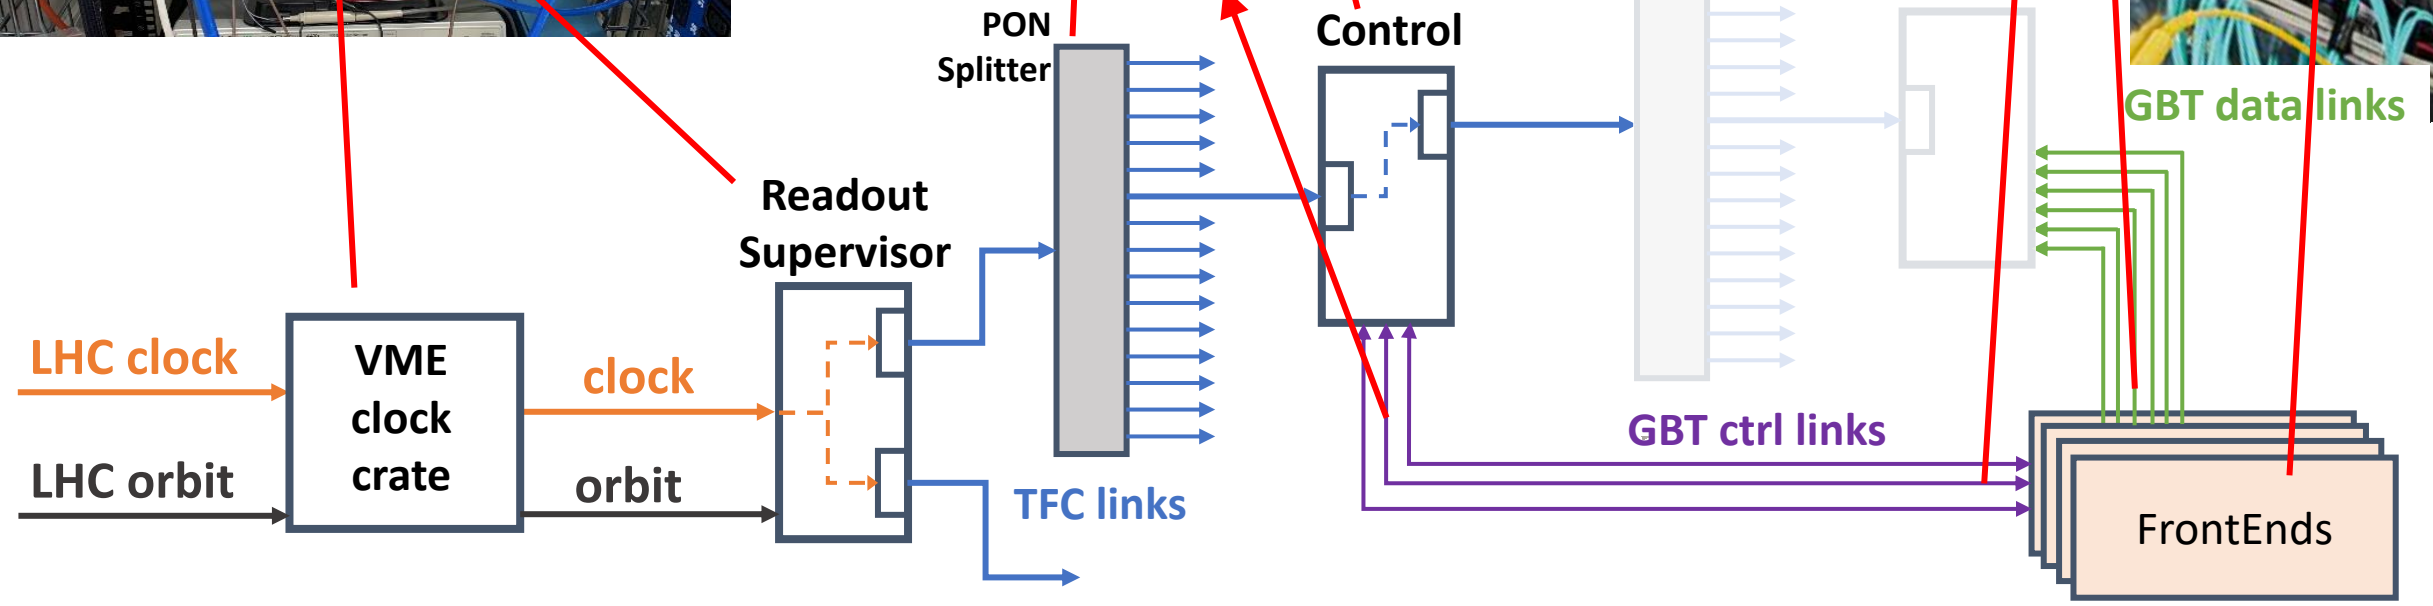 PON
Splitter
Control
GBT data links
Readout
Supervisor
LHC clock
VME
clock
crate
clock
LHC orbit
orbit
TFC links
GBT ctrl links
FrontEnds